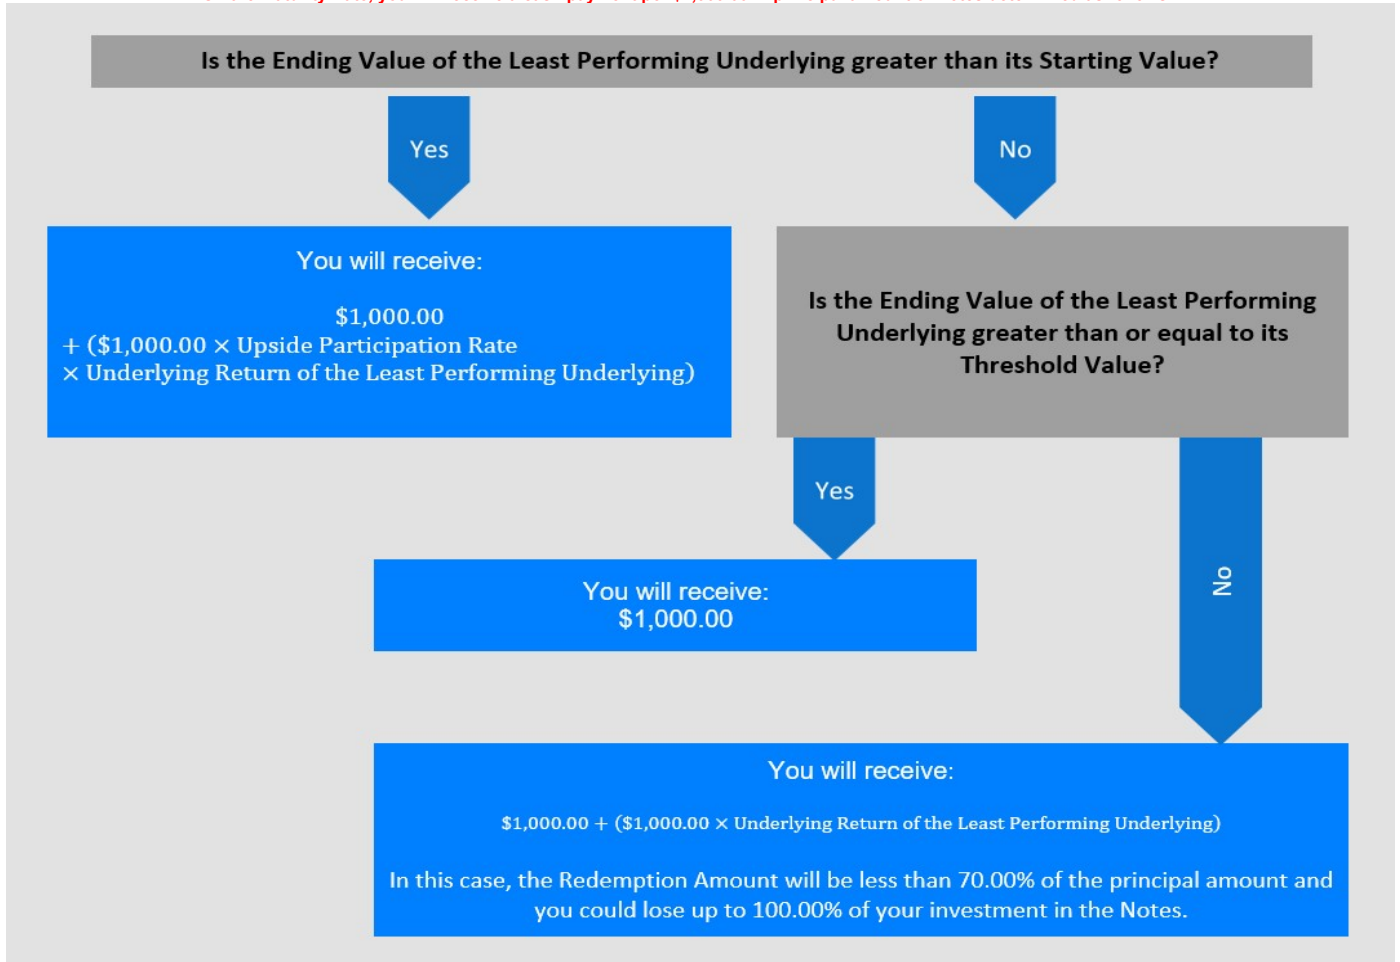 Is the Ending Value of the Least Performing Underlying greater than its Starting Value?
Yes
No
You will receive:
$1,000.00
+ ($1,000.00 × Upside Participation Rate
× Underlying Return of the Least Performing Underlying)
Is the Ending Value of the Least Performing
Underlying greater than or equal to its
Threshold Value?
Yes
No
You will receive:
$1,000.00
You will receive:
$1,000.00 + ($1,000.00 × Underlying Return of the Least Performing Underlying)
In this case, the Redemption Amount will be less than 70.00% of the principal amount and
you could lose up to 100.00% of your investment in the Notes.